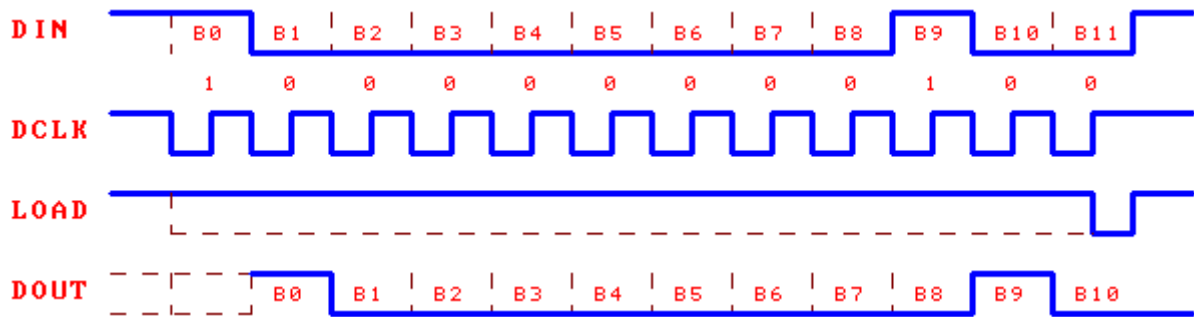 DIN B0 B1 B2 B3 B4 B5 B6 B7 B8 B9 B10 B11
1 0 0 0 0 0 0 0 0 1 0 0
DCLK
LOAD
DOUT B0 B1 B2 B3 B4 B5 B6 B7 B8 B9 B10